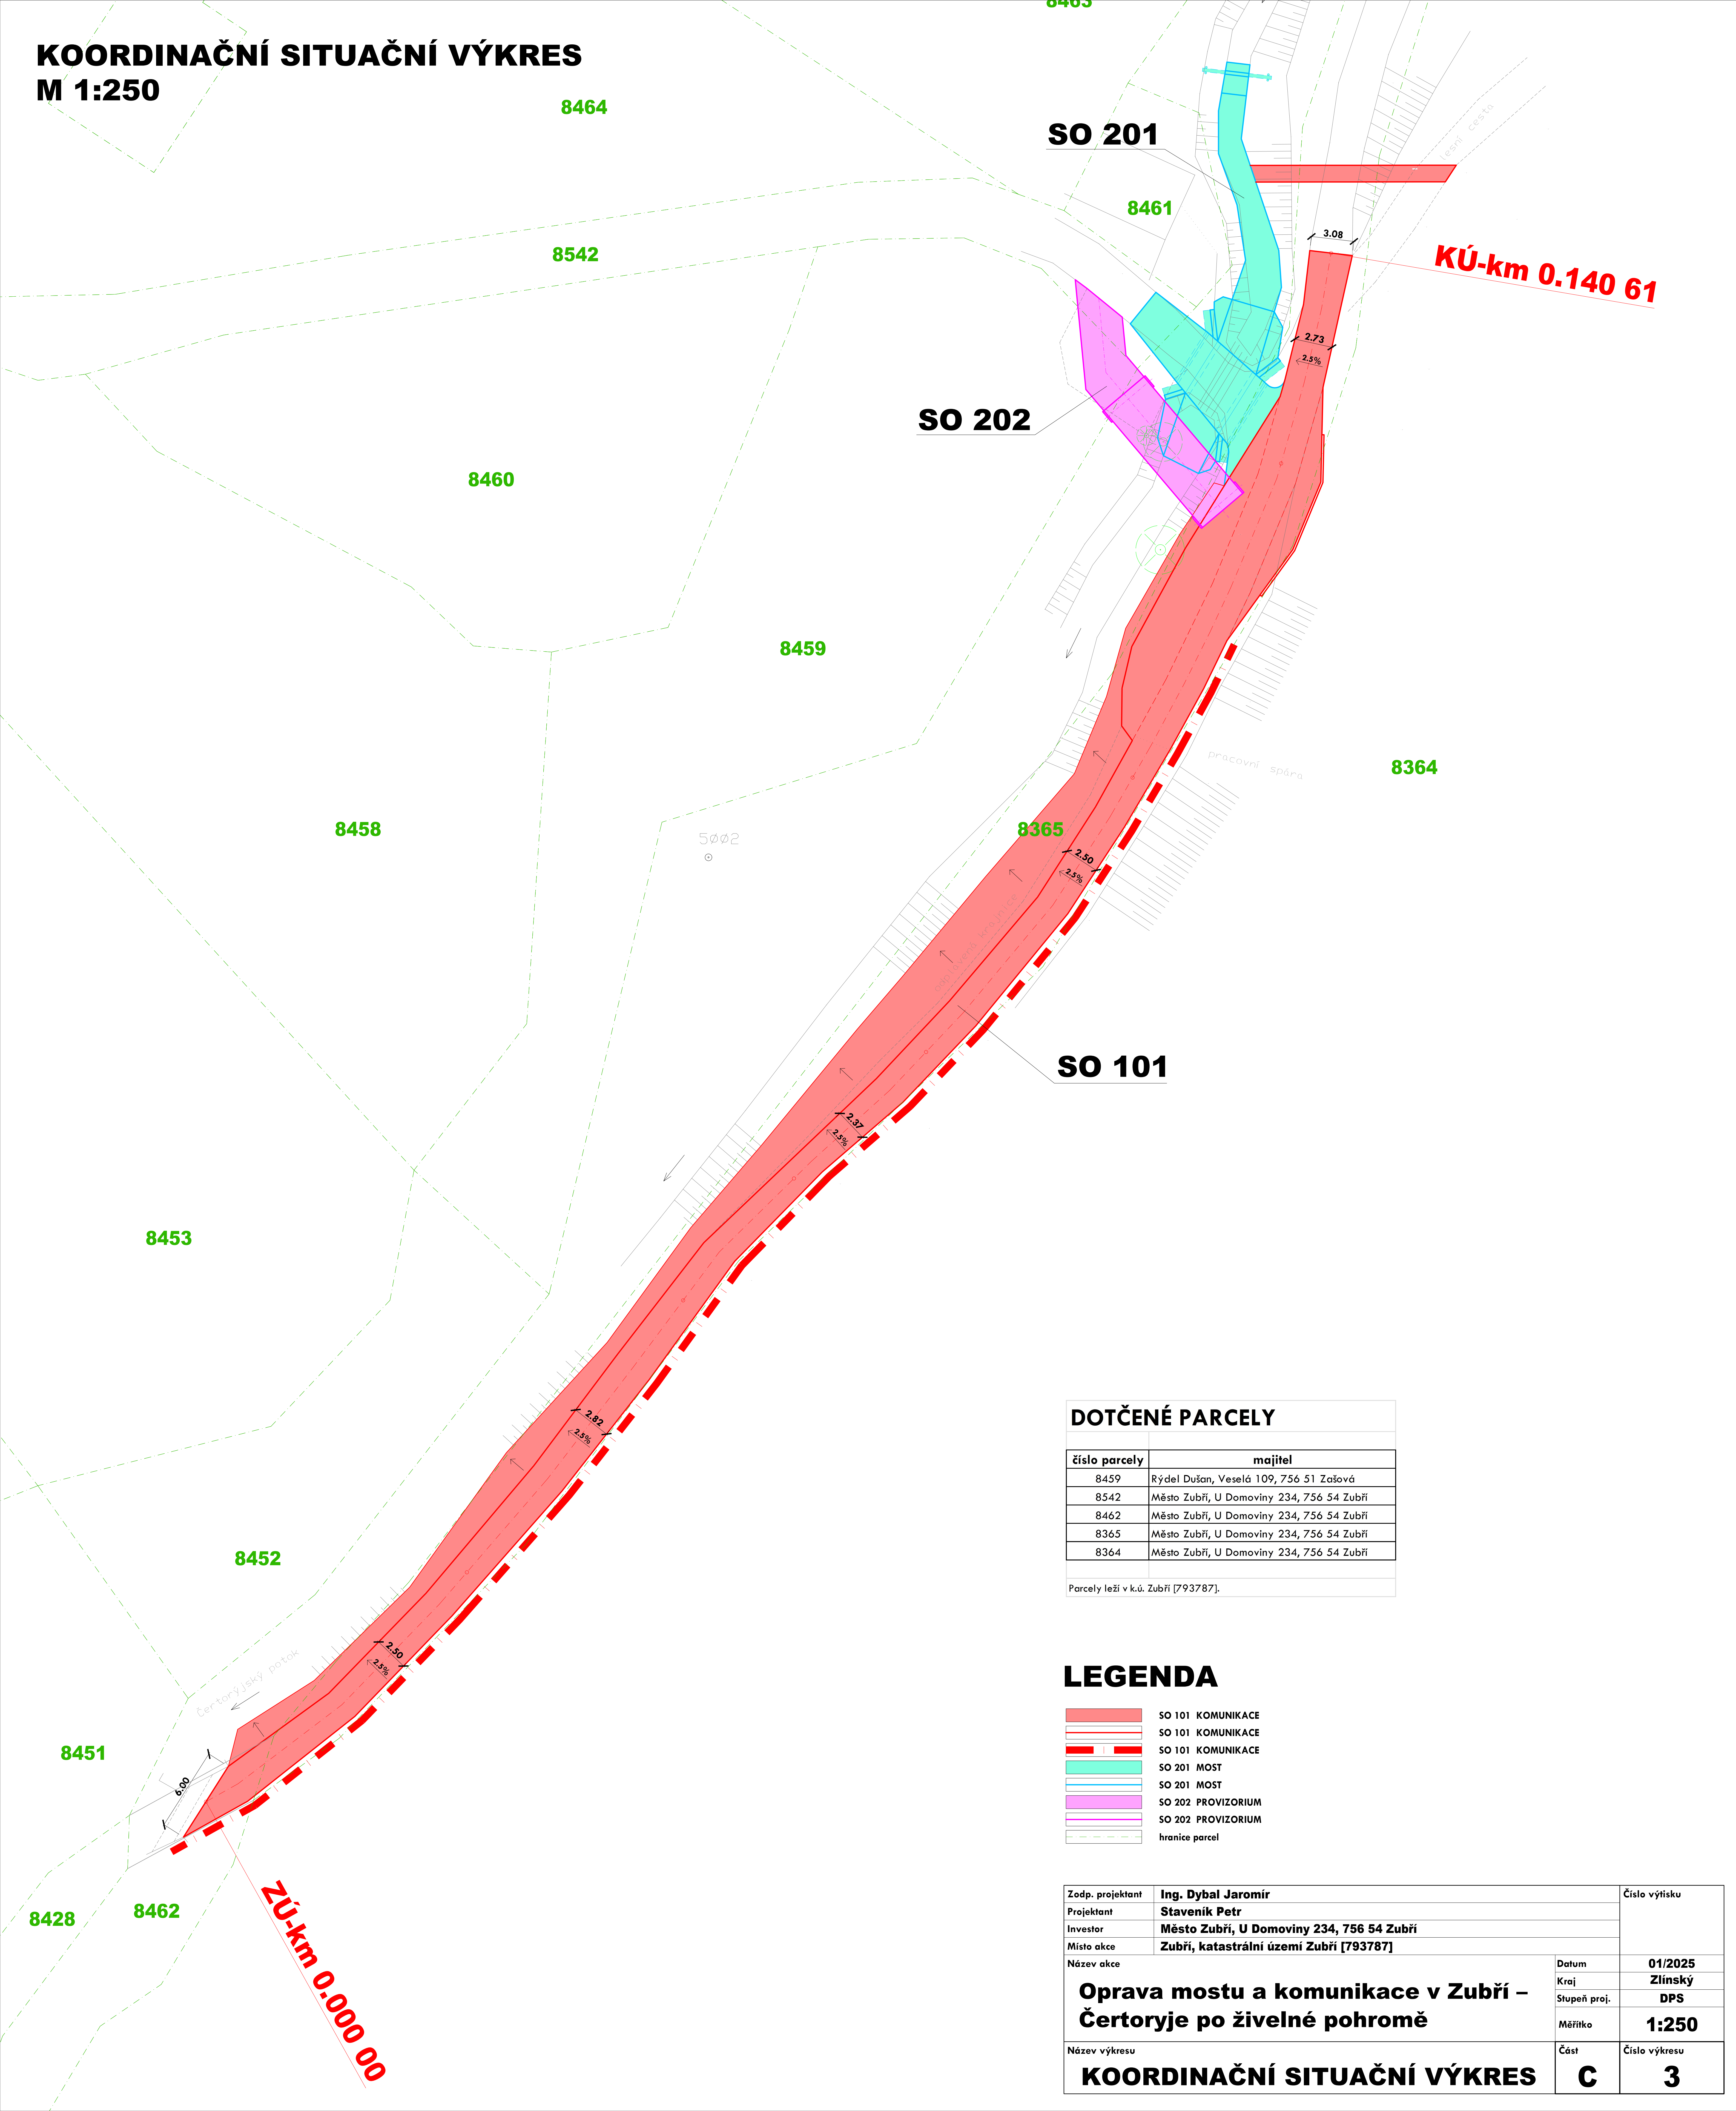 8463
KOORDINAČNÍ SITUAČNÍ VÝKRES
M 1:250
8464
SO 201
lesní cesta
8461
3.08
8542
KÚ-km 0.140 61
2.73
2.5%
SO 202
8460
8459
pracovní spára
8364
8458
5ØØ2
8365
2.50
2.5%
SO 101
2.37
2.5%
8453
2.82
2.5%
8452
2.50
2.5%
Čertoryjský potok
8451
6.00
8462
8428
ZÚ-km 0.000 00
DOTČENÉ PARCELY
číslo parcely majitel
8459 Rýdel Dušan, Veselá 109, 756 51 Zašová
8542 Město Zubří, U Domoviny 234, 756 54 Zubří
8462 Město Zubří, U Domoviny 234, 756 54 Zubří
8365 Město Zubří, U Domoviny 234, 756 54 Zubří
8364 Město Zubří, U Domoviny 234, 756 54 Zubří
Parcely leží v k.ú. Zubří [793787].
LEGENDA
SO 101 KOMUNIKACE
SO 101 KOMUNIKACE
SO 101 KOMUNIKACE
SO 201 MOST
SO 201 MOST
SO 202 PROVIZORIUM
SO 202 PROVIZORIUM
hranice parcel
Zodp. projektant Ing. Dybal Jaromír Číslo výtisku
Projektant Staveník Petr
Investor Město Zubří, U Domoviny 234, 756 54 Zubří
Místo akce Zubří, katastrální území Zubří [793787]
Název akce
Oprava mostu a komunikace v Zubří –
Čertoryje po živelné pohromě
Datum 01/2025
Kraj Zlínský
Stupeň proj. DPS
Měřítko 1:250
Název výkresu Část Číslo výkresu
KOORDINAČNÍ SITUAČNÍ VÝKRES C 3